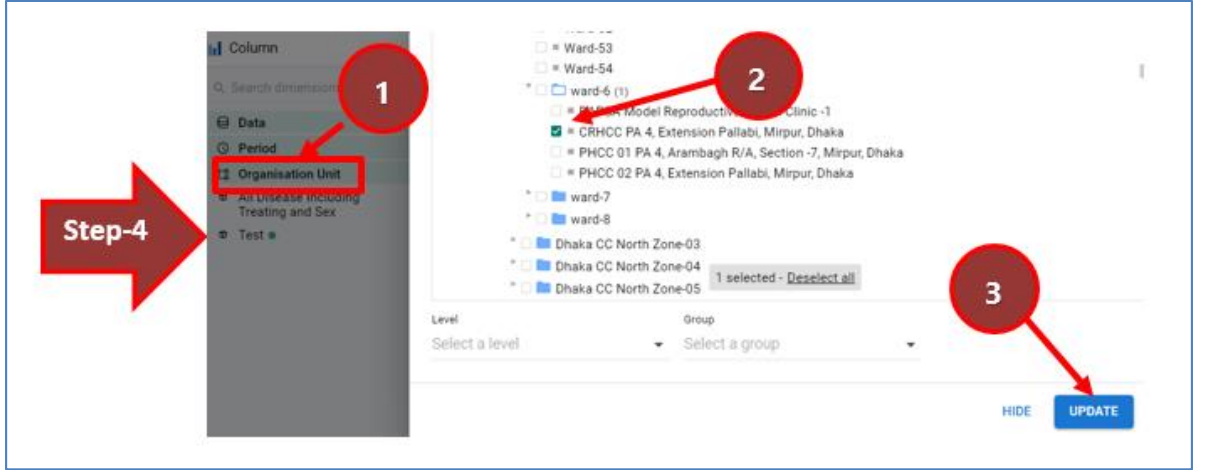 Column
Search dimensions
Data
Period
Organisation Unit
All Disease Including
Treating and Sex
Test
Step-4
1
2
3
Ward-53
Ward-54
ward-6 (1)
Model Reproductive Clinic -1
CRHCC PA 4, Extension Pallabi, Mirpur, Dhaka
PHCC 01 PA 4, Arambagh R/A, Section -7, Mirpur, Dhaka
PHCC 02 PA 4, Extension Pallabi, Mirpur, Dhaka
ward-7
ward-8
Dhaka CC North Zone-03
Dhaka CC North Zone-04
Dhaka CC North Zone-05
1 selected - Deselect all
Level
Select a level
Group
Select a group
HIDE
UPDATE